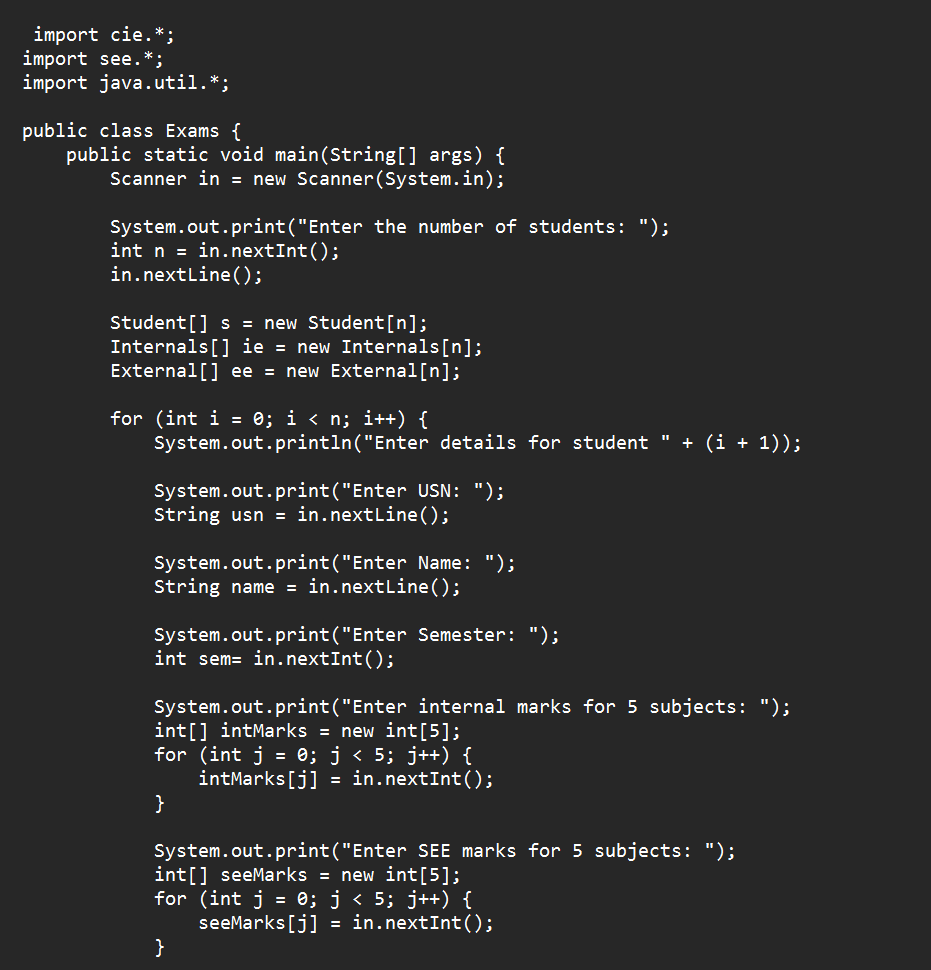 import cie.*;
import see.*;
import java.util.*;
public class Exams {
public static void main(String[] args) {
Scanner in = new Scanner(System.in);
System.out.print("Enter the number of students: ");
int n = in.nextInt();
in.nextLine();
Student[] s = new Student[n];
Internals[] ie = new Internals[n];
External[] ee = new External[n];
for (int i = 0; i < n; i++) {
System.out.println("Enter details for student " + (i + 1));
System.out.print("Enter USN: ");
String usn = in.nextLine();
System.out.print("Enter Name: ");
String name = in.nextLine();
System.out.print("Enter Semester: ");
int sem= in.nextInt();
System.out.print("Enter internal marks for 5 subjects: ");
int[] intMarks = new int[5];
for (int j = 0; j < 5; j++) {
intMarks[j] = in.nextInt();
}
System.out.print("Enter SEE marks for 5 subjects: ");
int[] seeMarks = new int[5];
for (int j = 0; j < 5; j++) {
seeMarks[j] = in.nextInt();
}